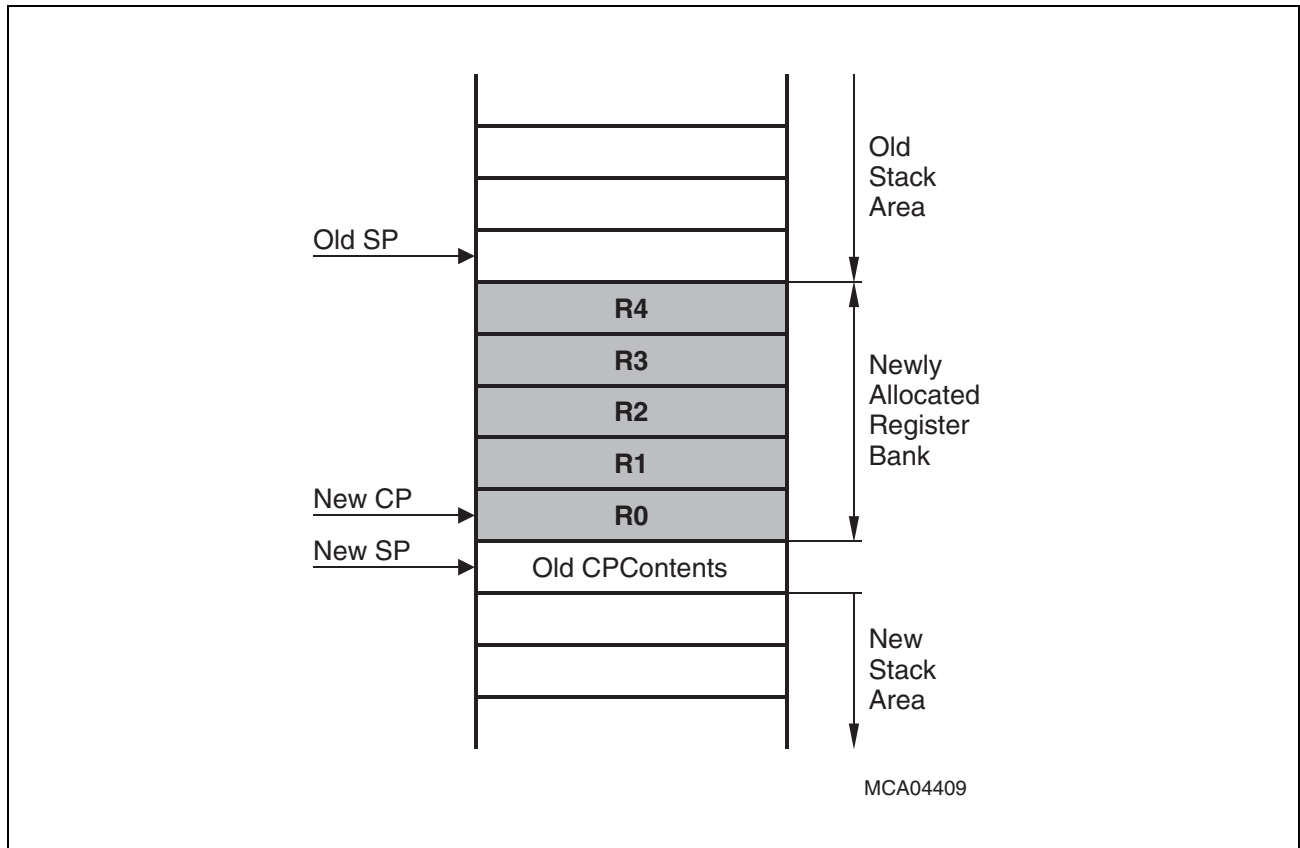 Old
Stack
Area
Old SP
R4
R3
R2
R1
R0
Newly
Allocated
Register
Bank
New CP
New SP
Old CPContents
New
Stack
Area
MCA04409